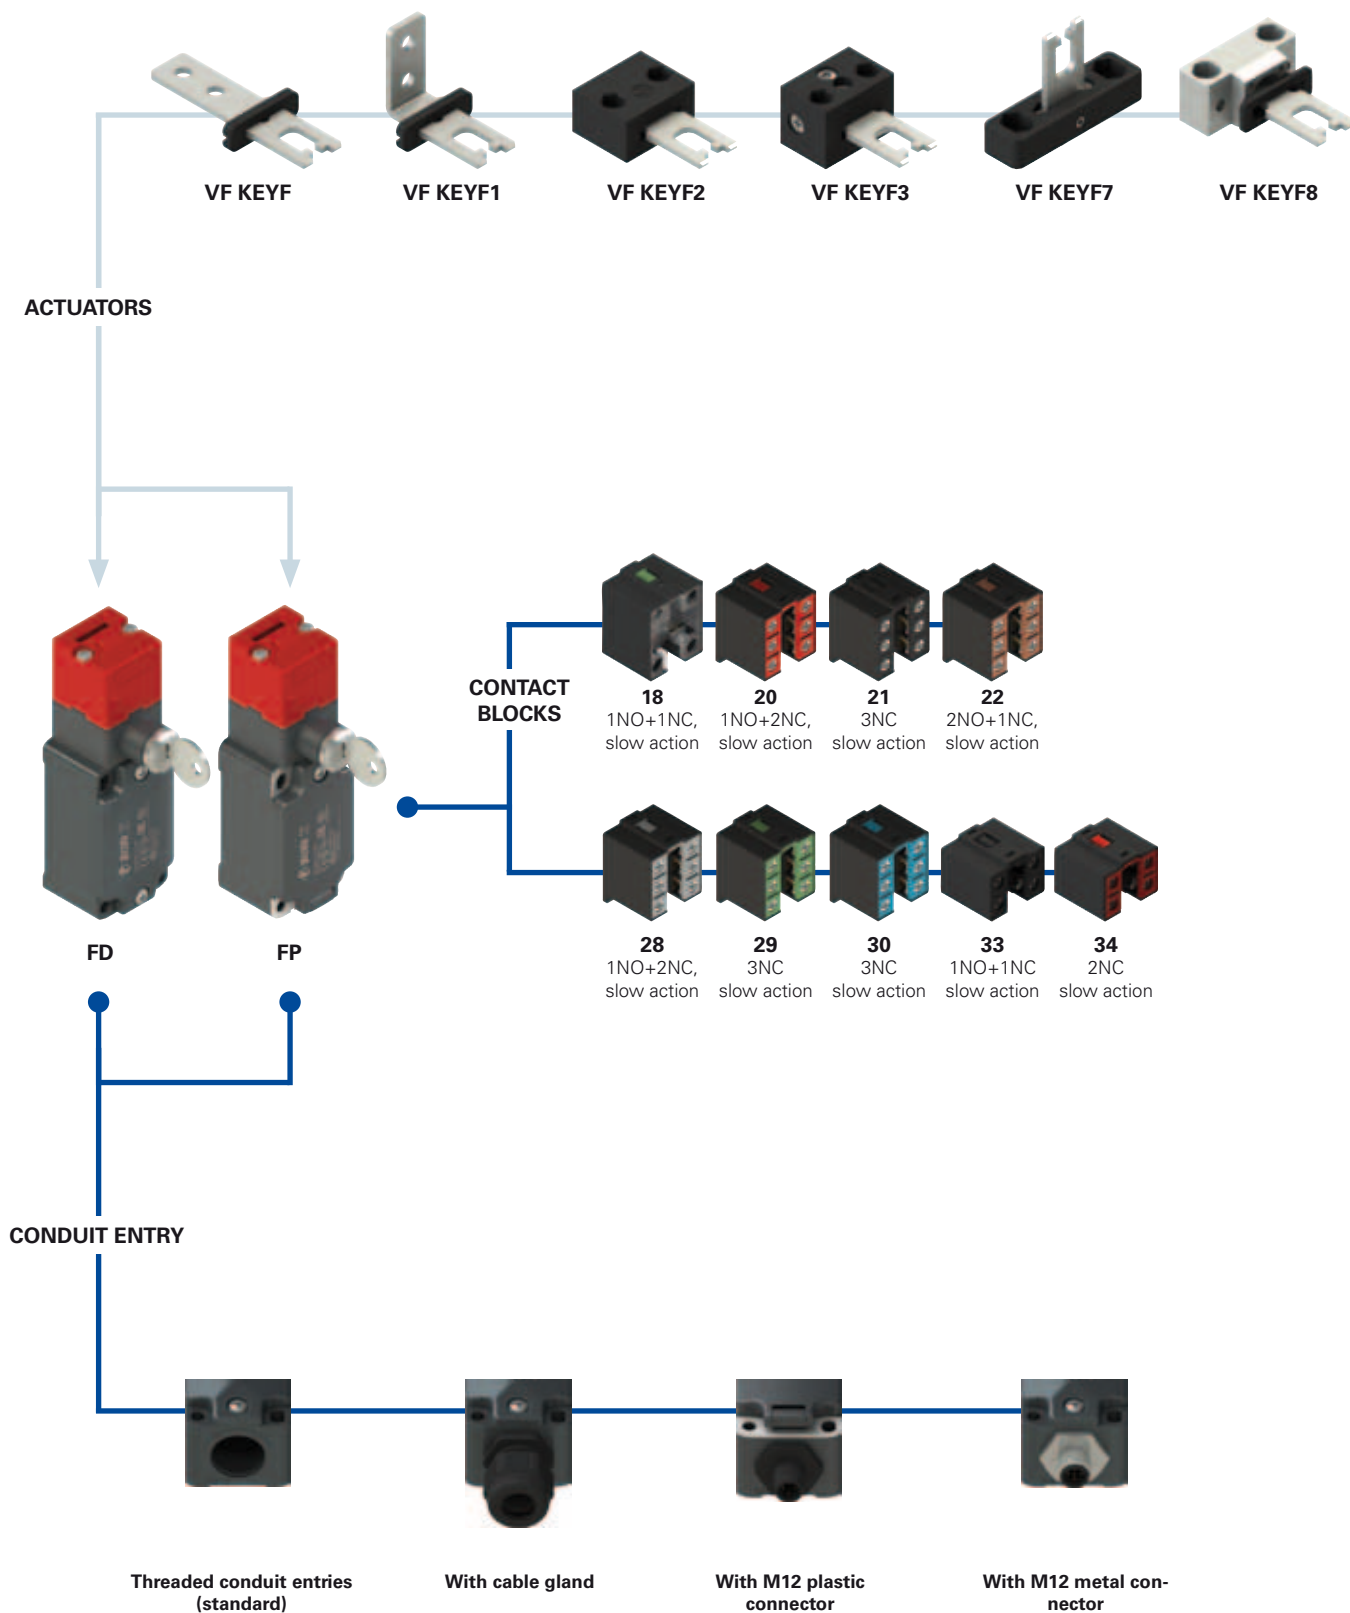 VF KEYF
VF KEYF1
VF KEYF2
VF KEYF3
VF KEYF7
VF KEYF8
ACTUATORS
CONTACT
BLOCKS
18
1NO+1NC,
slow action
20
1NO+2NC,
slow action
21
3NC
slow action
22
2NO+1NC,
slow action
28
1NO+2NC,
slow action
29
3NC
slow action
30
3NC
slow action
33
1NO+1NC
slow action
34
2NC
slow action
FD
FP
CONDUIT ENTRY
Threaded conduit entries
(standard)
With cable gland
With M12 plastic
connector
With M12 metal con-
nector